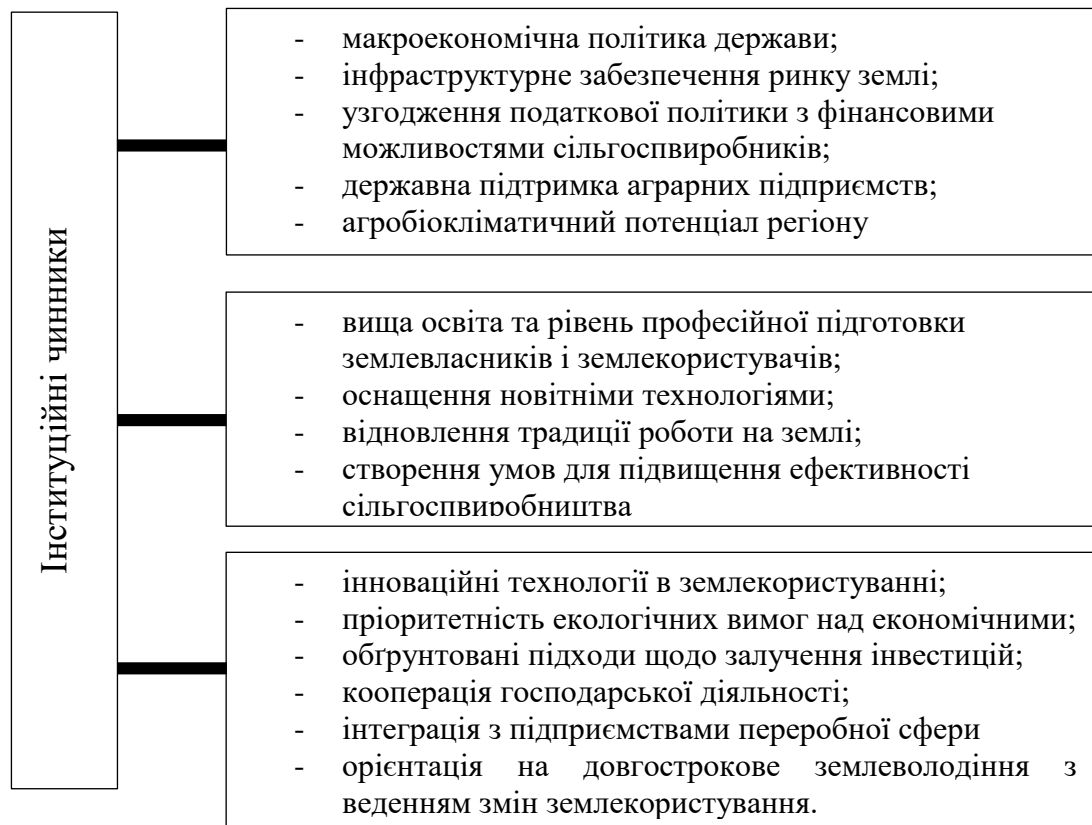 Інституційні чинники
- макроекономічна політика держави;
- інфраструктурне забезпечення ринку землі;
- узгодження податкової політики з фінансовими
можливостями сільгоспвиробників;
- державна підтримка аграрних підприємств;
- агробіокліматичний потенціал регіону
- вища освіта та рівень професійної підготовки
землевласників і землекористувачів;
- оснащення новітніми технологіями;
- відновлення традиції роботи на землі;
- створення умов для підвищення ефективності
сільгоспвиробництва
- інноваційні технології в землекористуванні;
- пріоритетність екологічних вимог над економічними;
- обґрунтовані підходи щодо залучення інвестицій;
- кооперація господарської діяльності;
- інтеграція з підприємствами переробної сфери
- орієнтація на довгострокове землеволодіння з
веденням змін землекористування.